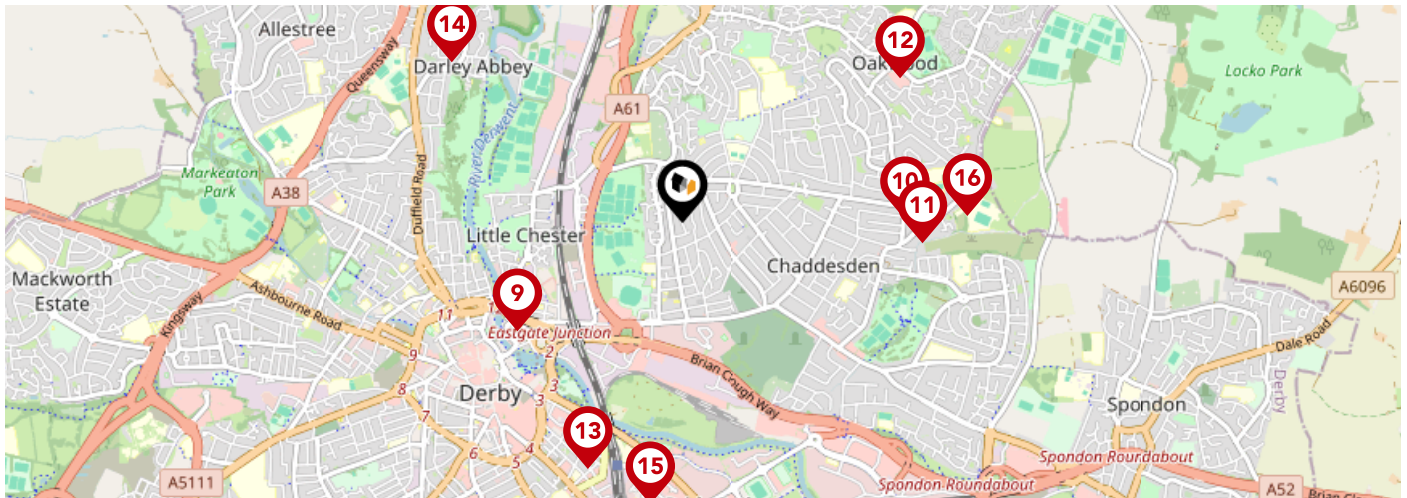 14
Allestree
12
Queensway
Darley Abbey
Oakwood
Locko Park
A61
River Derwent
Markeaton
Park
A38
10
16
11
Duffield Road
Little Chester
Chaddesden
Mackworth
Estate
A6096
9
Ashbourne Road
Kingsway
11
Eastgate Junction
Dale Road
2
9
Brian Clough Way
8
3
Derby
Derby
3
Spondon
7
13
6
5
4
15
Spondon Roundabout
A5111
Spondon Roundabout
A52